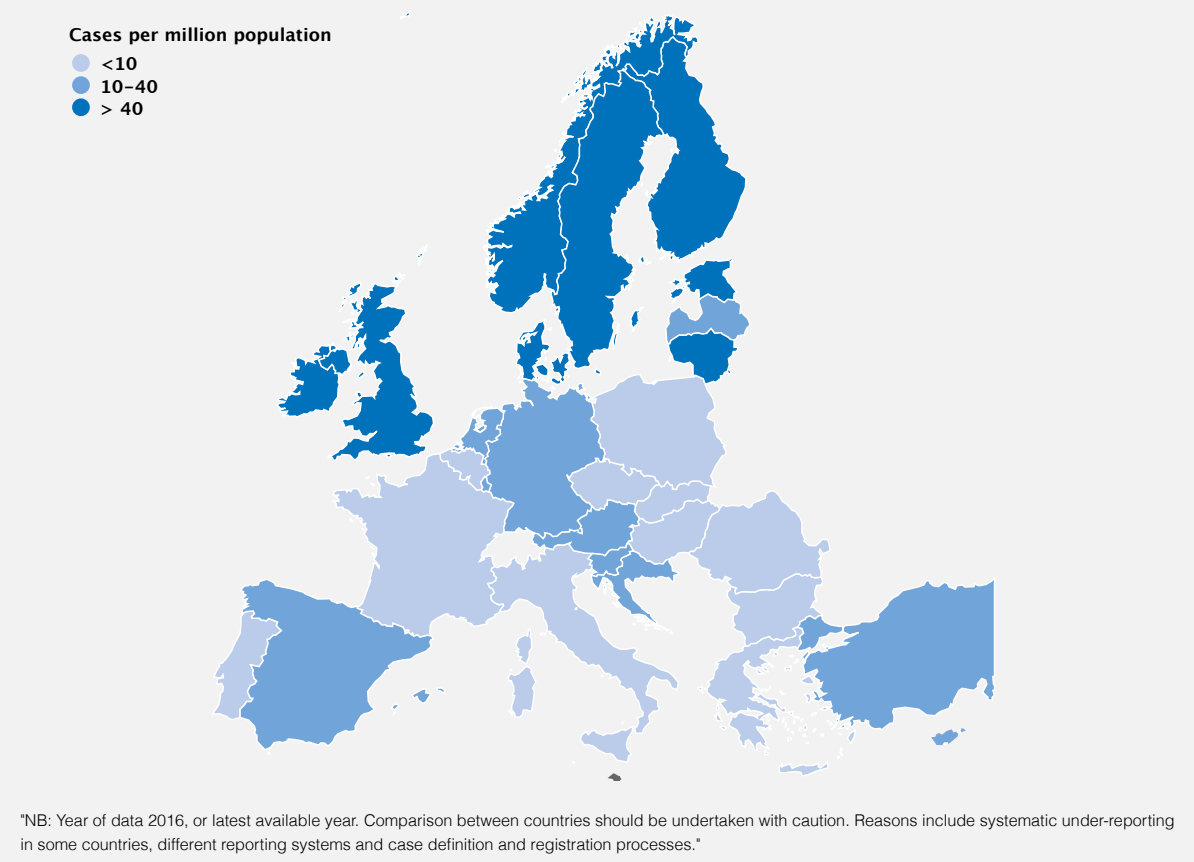 Cases per million population
<10
10–40
> 40
"NB: Year of data 2016, or latest available year. Comparison between countries should be undertaken with caution. Reasons include systematic under-reporting
in some countries, different reporting systems and case definition and registration processes."